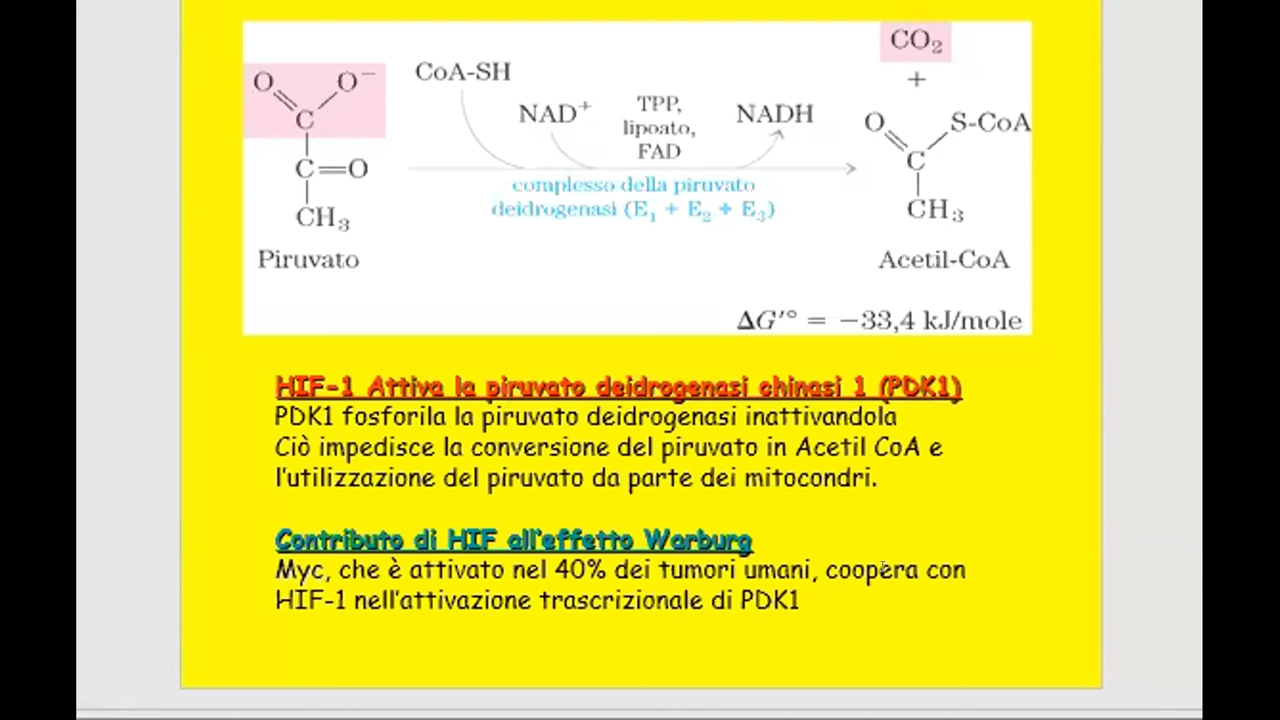 CO₂
+
O O⁻
C
C=O
CH₃
Piruvato
CoA-SH
NAD⁺
TPP,
lipoato,
FAD
NADH
complesso della piruvato
deidrogenasi (E₁ + E₂ + E₃)
O S-CoA
C
CH₃
Acetil-CoA
ΔG′° = −33,4 kJ/mole
HIF-1 Attiva la piruvato deidrogenasi chinasi 1 (PDK1)
PDK1 fosforila la piruvato deidrogenasi inattivandola
Ciò impedisce la conversione del piruvato in Acetil CoA e
l'utilizzazione del piruvato da parte dei mitocondri.
Contributo di HIF all'effetto Warburg
Myc, che è attivato nel 40% dei tumori umani, coopera con
HIF-1 nell'attivazione trascrizionale di PDK1